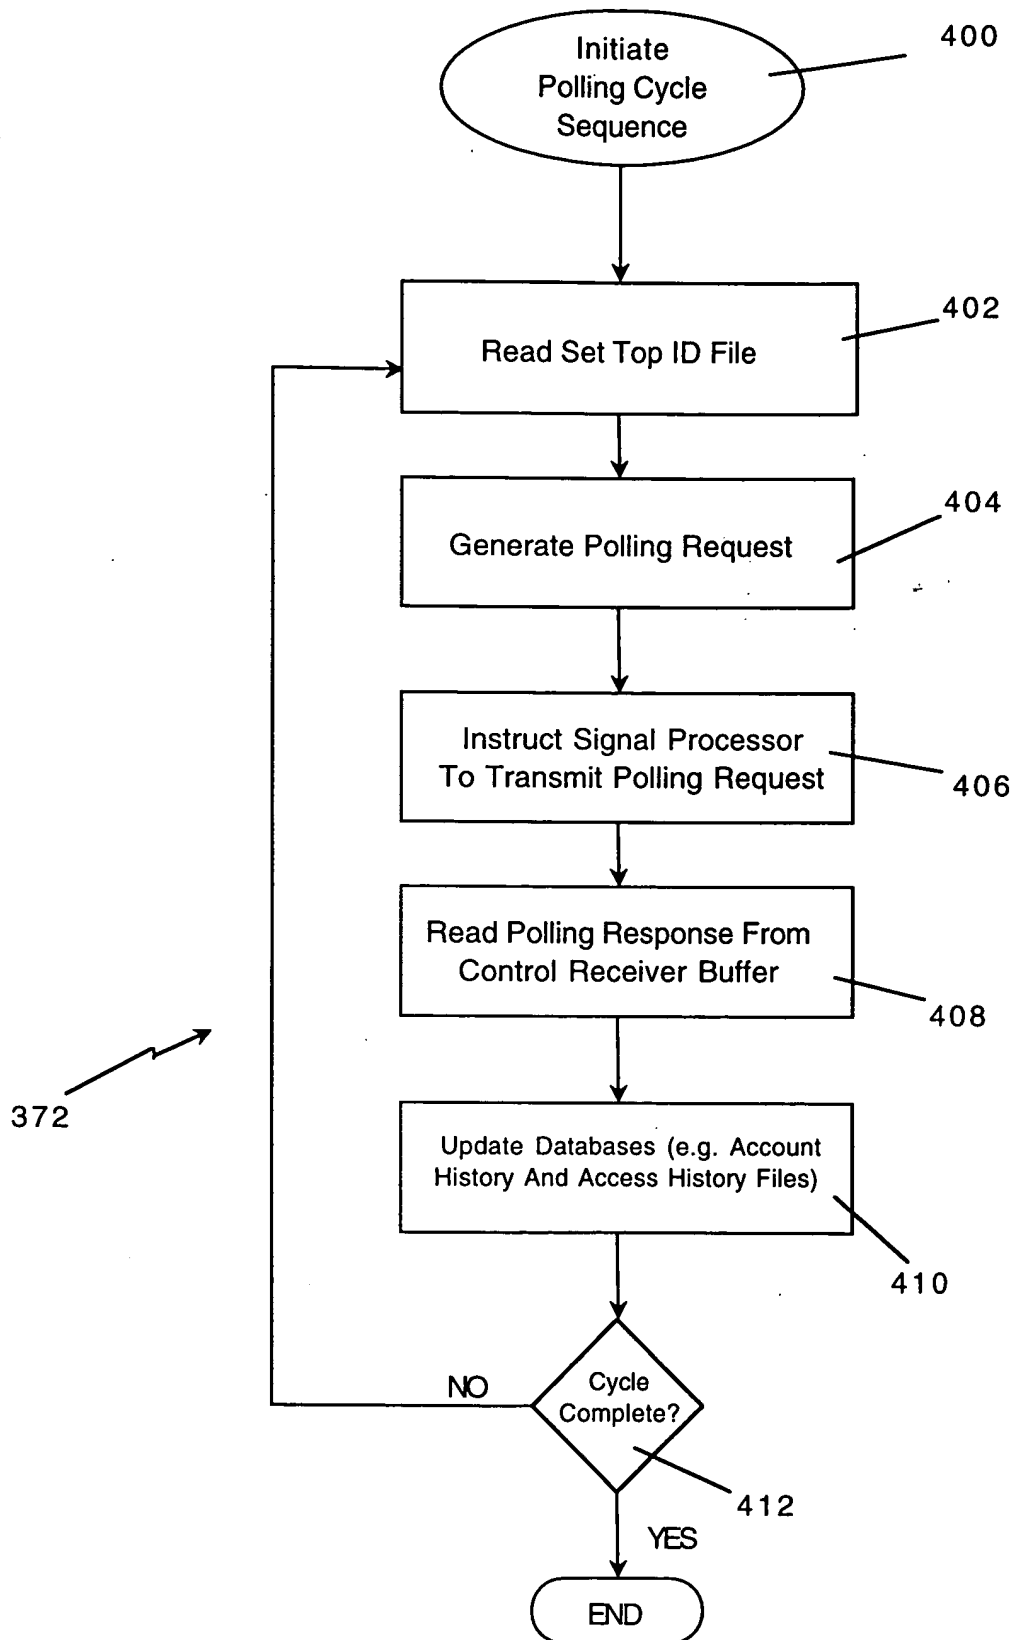 Initiate
Polling Cycle
Sequence
400
Read Set Top ID File
402
Generate Polling Request
404
Instruct Signal Processor
To Transmit Polling Request
406
Read Polling Response From
Control Receiver Buffer
408
372
Update Databases (e.g. Account
History And Access History Files)
410
NO
Cycle
Complete?
412
YES
END